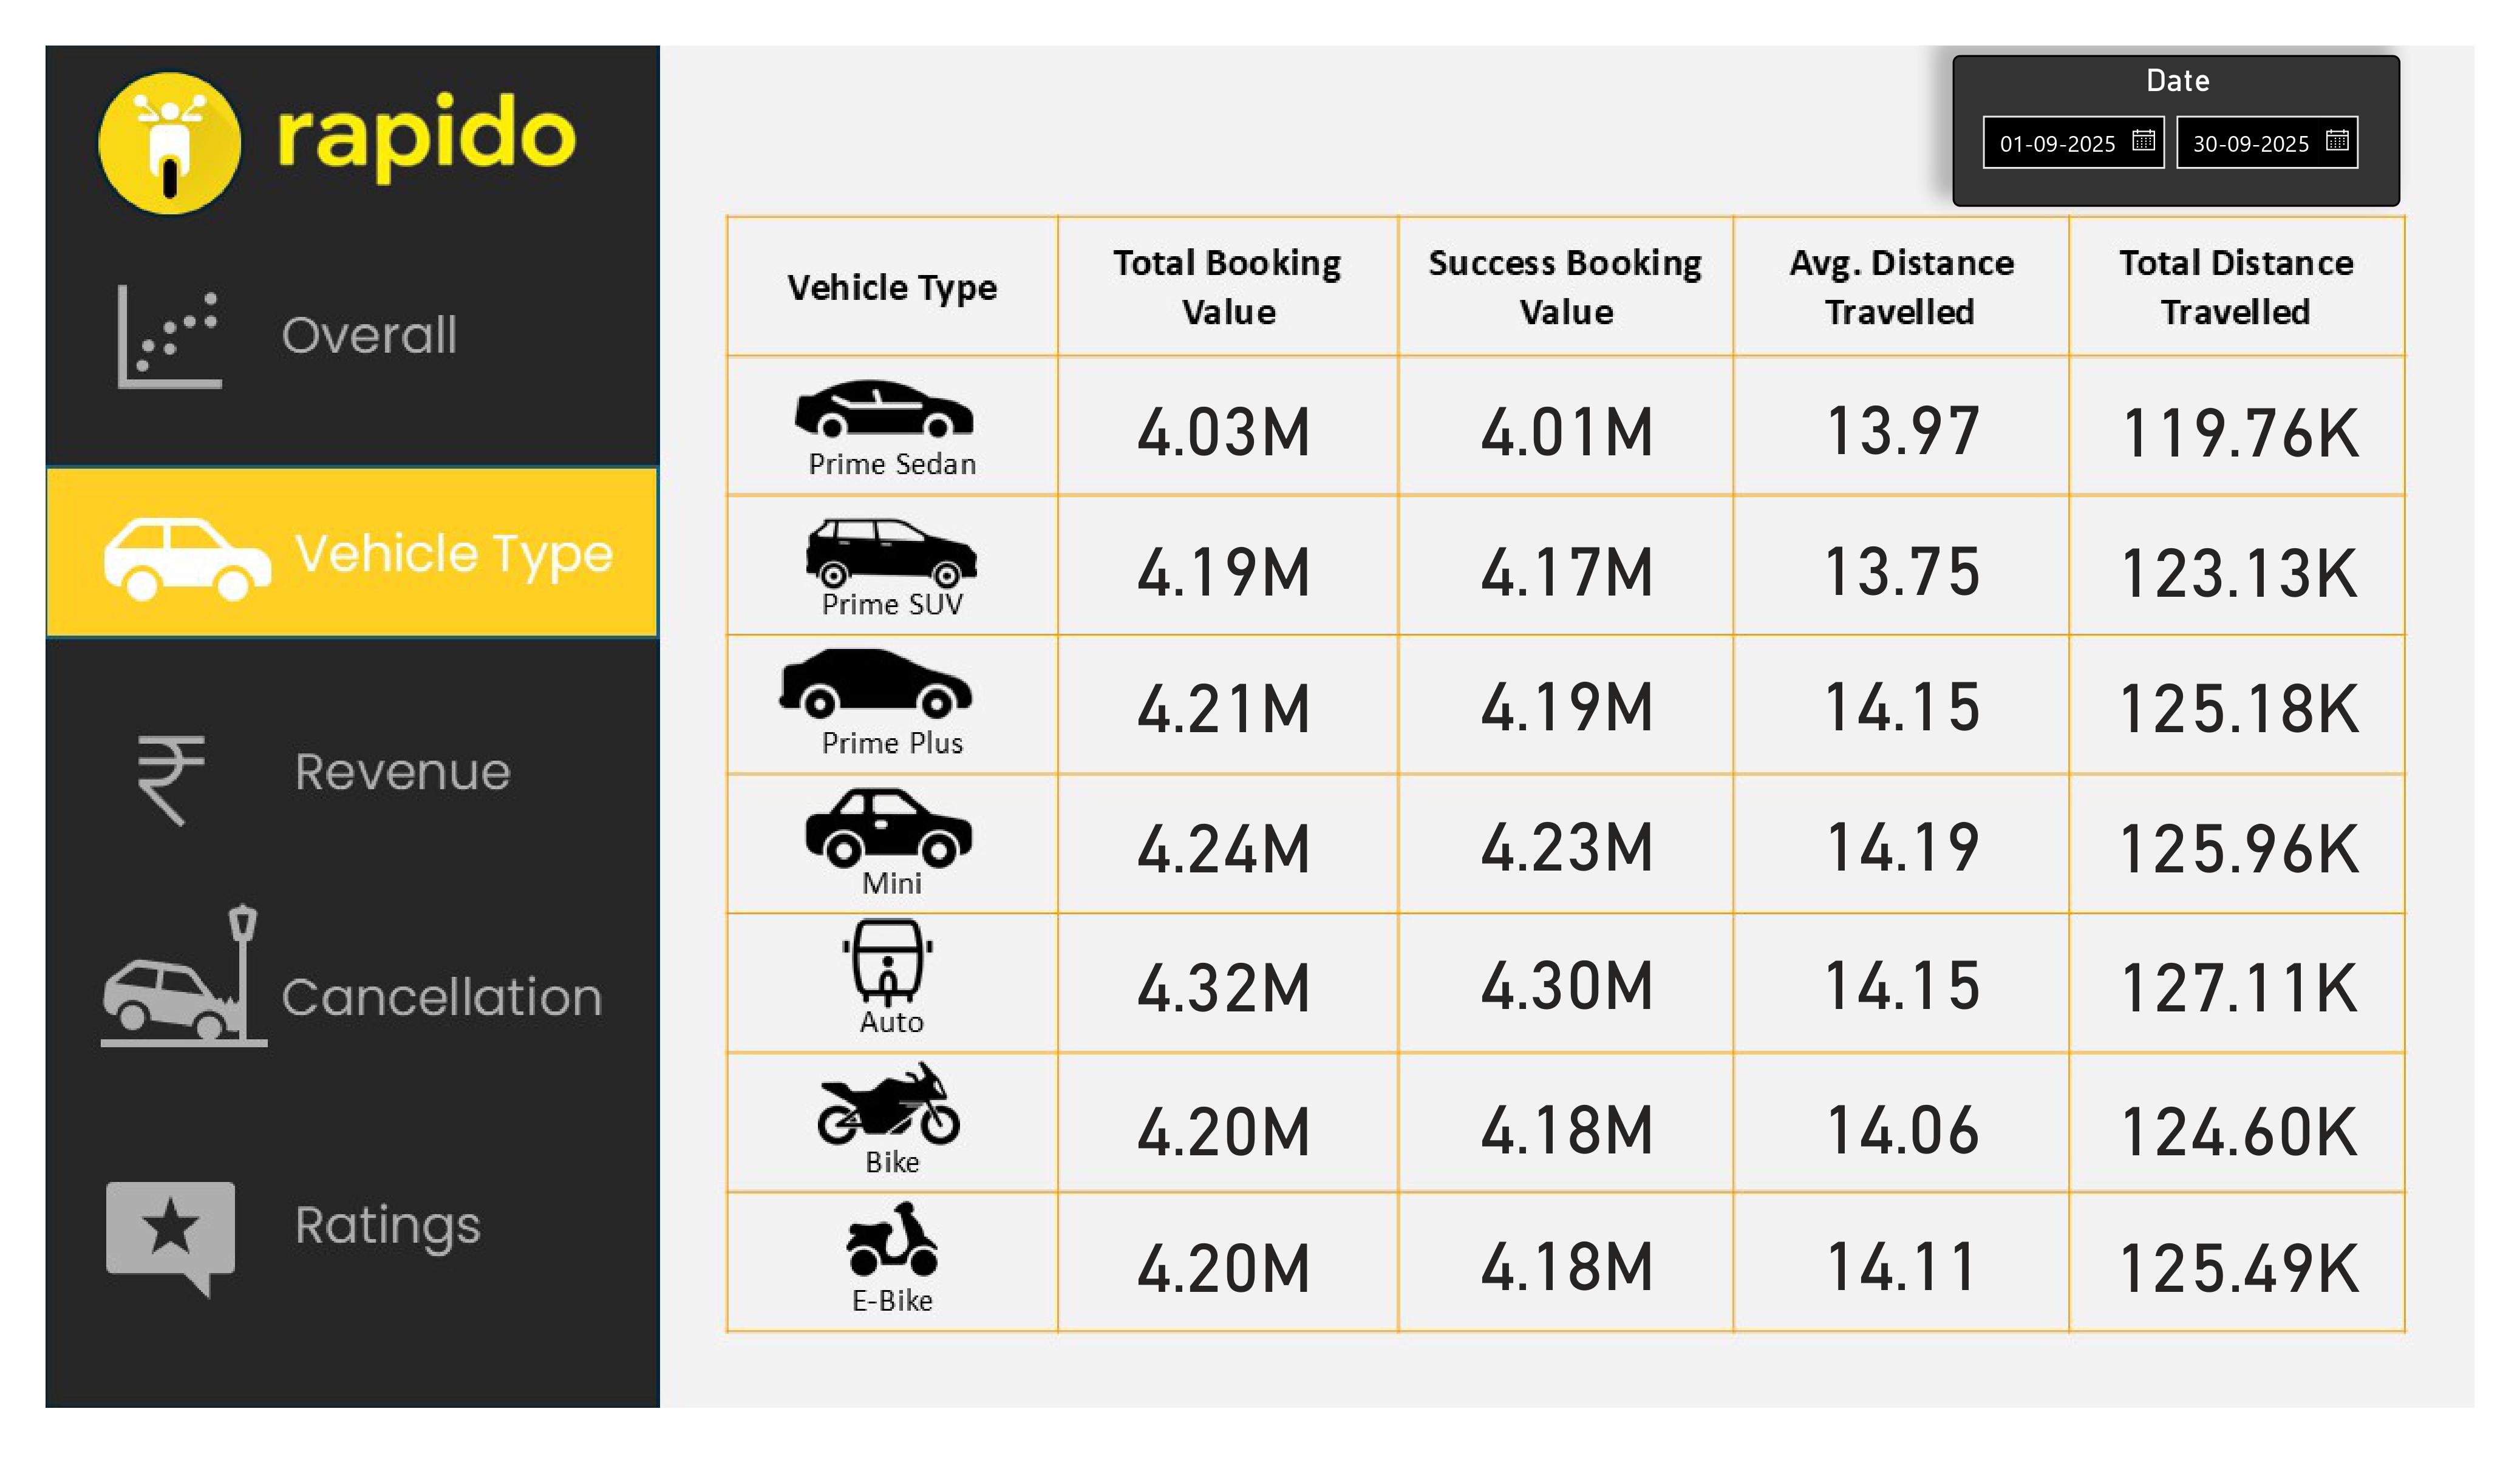 rapido
Overall
Vehicle Type
Revenue
Cancellation
Ratings
Date
01-09-2025 30-09-2025
Vehicle Type Total Booking Value Success Booking Value Avg. Distance Travelled Total Distance Travelled
Prime Sedan 4.03M 4.01M 13.97 119.76K
Prime SUV 4.19M 4.17M 13.75 123.13K
Prime Plus 4.21M 4.19M 14.15 125.18K
Mini 4.24M 4.23M 14.19 125.96K
Auto 4.32M 4.30M 14.15 127.11K
Bike 4.20M 4.18M 14.06 124.60K
E-Bike 4.20M 4.18M 14.11 125.49K